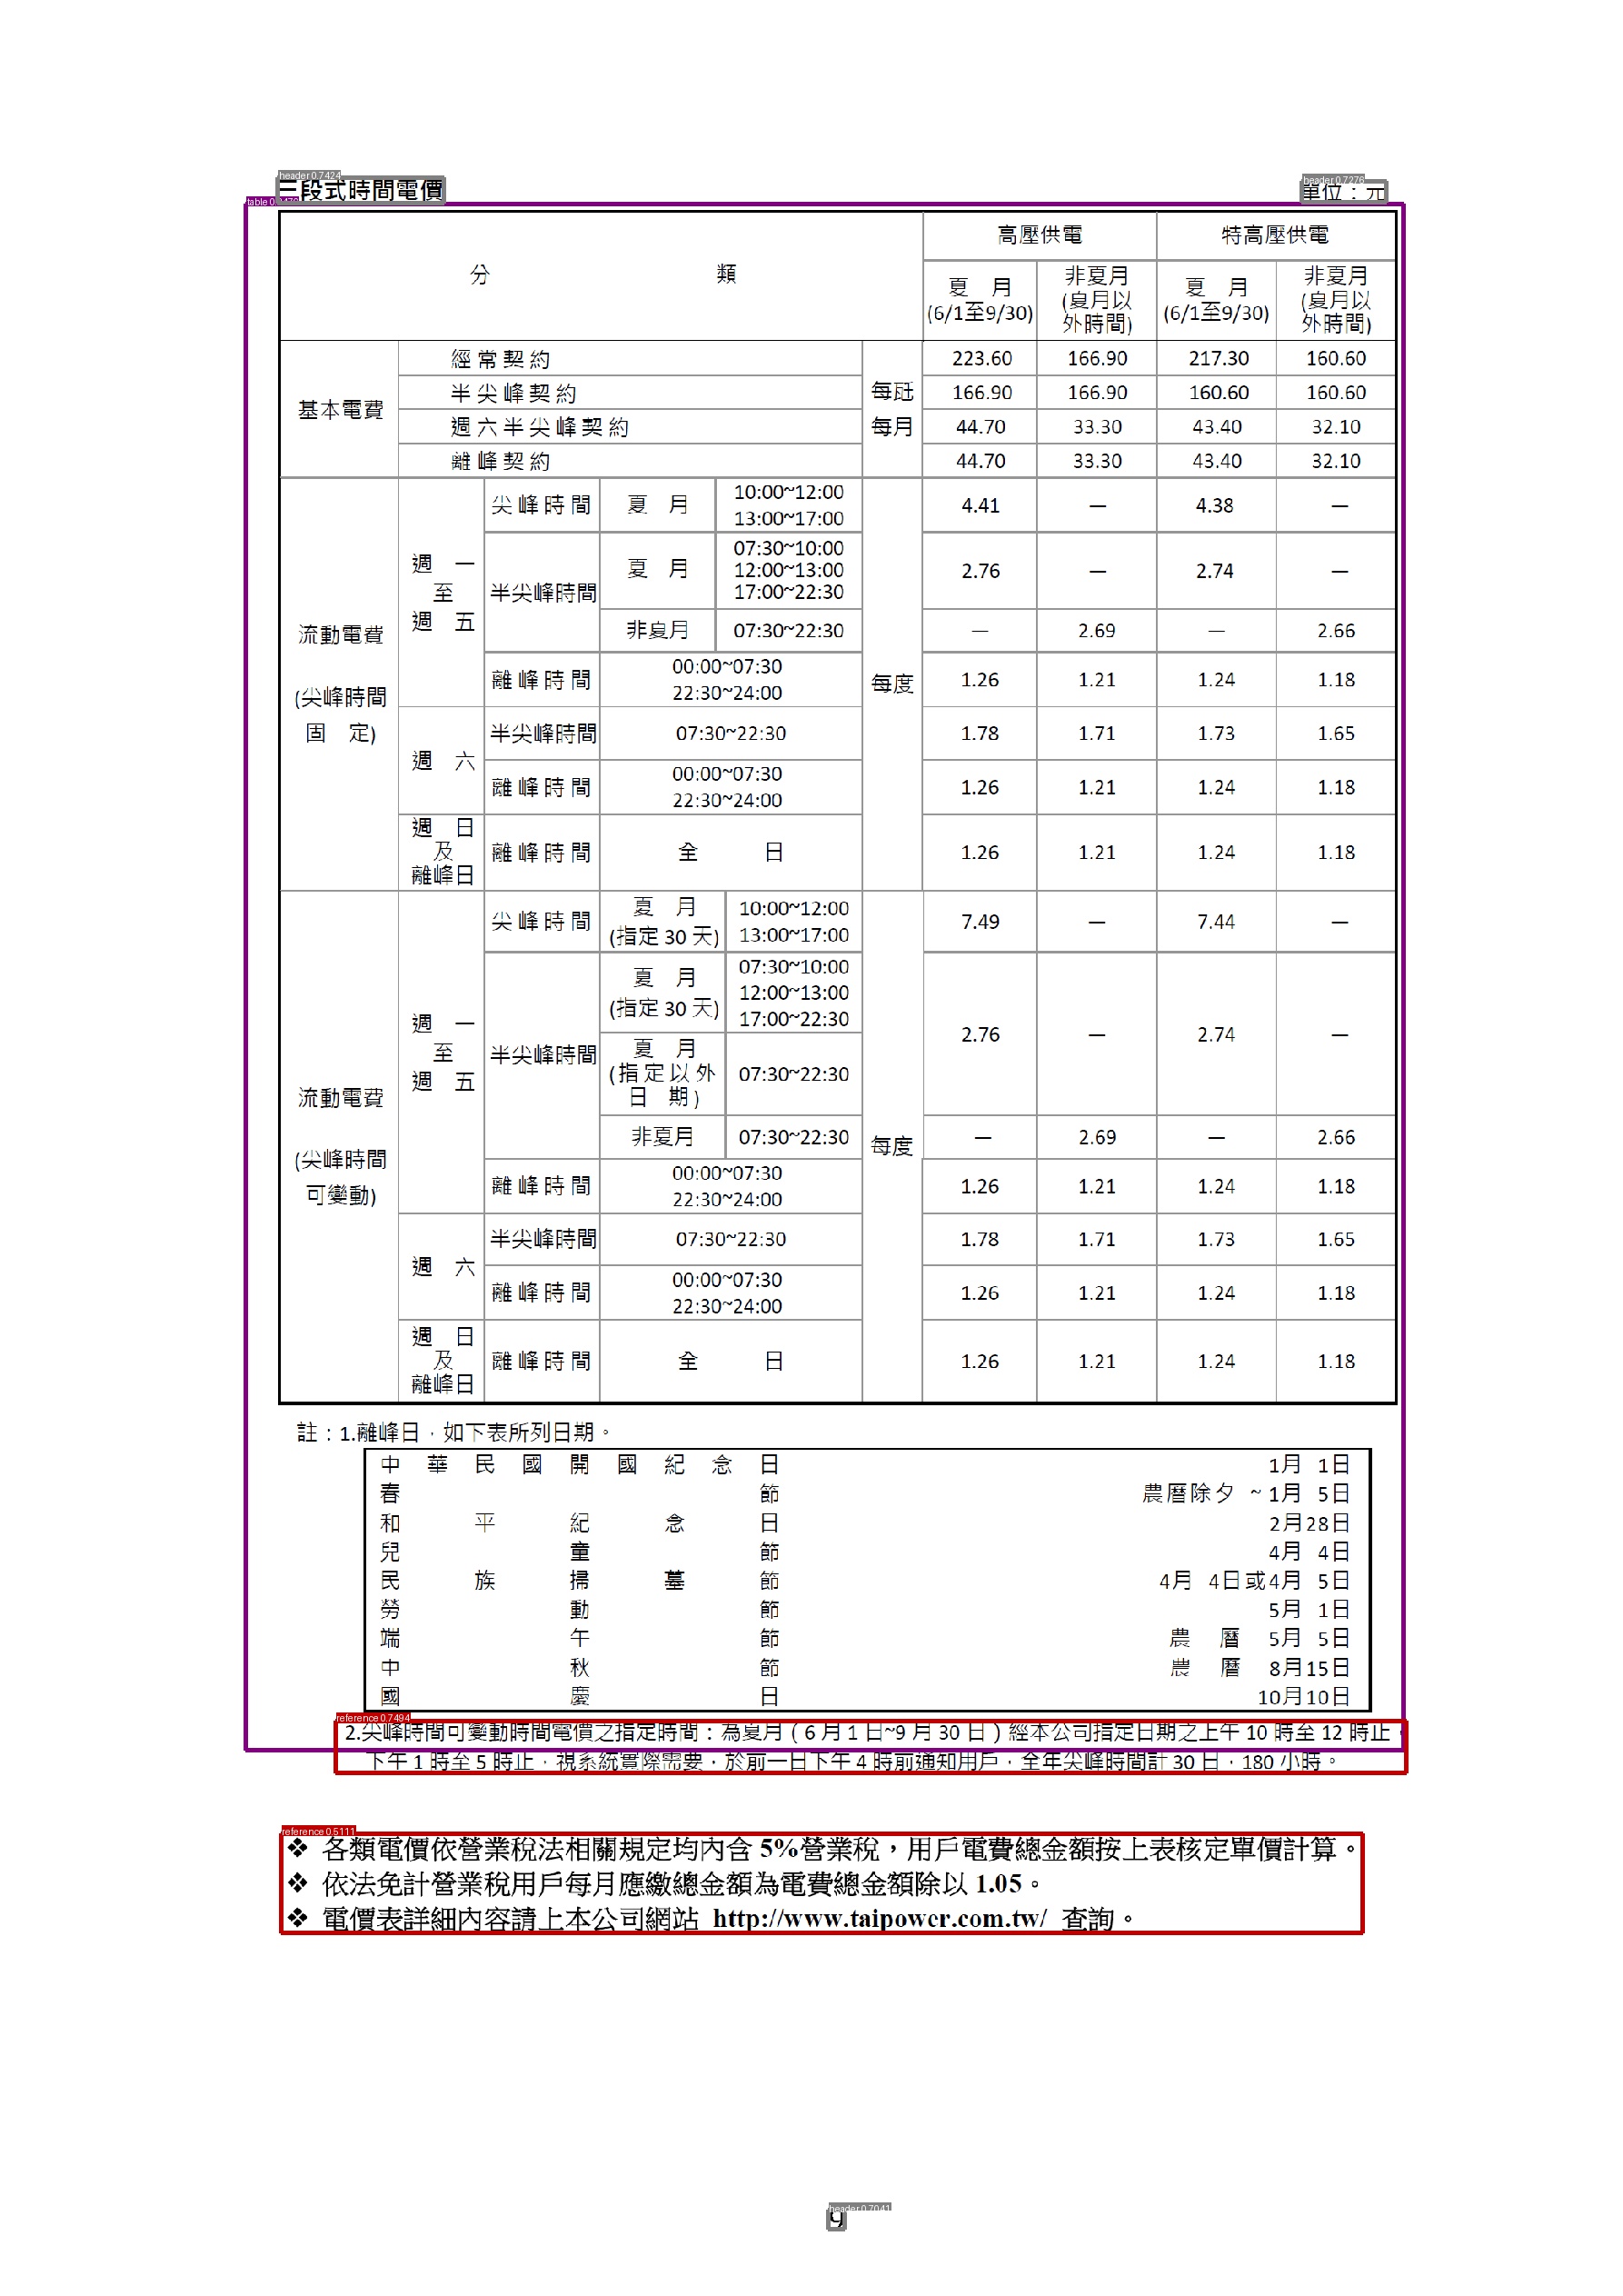 三段式時間電價 單位：元
分 類 高壓供電 特高壓供電
夏 月 (6/1至9/30) 非夏月 (夏月以外時間) 夏 月 (6/1至9/30) 非夏月 (夏月以外時間)
基本電費 經常契約 每瓩每月 223.60 166.90 217.30 160.60
半尖峰契約 166.90 166.90 160.60 160.60
週六半尖峰契約 44.70 33.30 43.40 32.10
離峰契約 44.70 33.30 43.40 32.10
流動電費 (尖峰時間固 定) 週一至週五 尖峰時間 夏 月 10:00~12:00 13:00~17:00 每度 4.41 — 4.38 —
半尖峰時間 夏 月 07:30~10:00 12:00~13:00 17:00~22:30 2.76 — 2.74 —
非夏月 07:30~22:30 — 2.69 — 2.66
離峰時間 00:00~07:30 22:30~24:00 1.26 1.21 1.24 1.18
週 六 半尖峰時間 07:30~22:30 1.78 1.71 1.73 1.65
離峰時間 00:00~07:30 22:30~24:00 1.26 1.21 1.24 1.18
週 日及離峰日 離峰時間 全 日 1.26 1.21 1.24 1.18
流動電費 (尖峰時間可變動) 週一至週五 尖峰時間 夏 月 (指定 30 天) 10:00~12:00 13:00~17:00 每度 7.49 — 7.44 —
半尖峰時間 夏 月 (指定 30 天) 07:30~10:00 12:00~13:00 17:00~22:30 2.76 — 2.74 —
夏 月 (指定以外日 期) 07:30~22:30
非夏月 07:30~22:30 — 2.69 — 2.66
離峰時間 00:00~07:30 22:30~24:00 1.26 1.21 1.24 1.18
週 六 半尖峰時間 07:30~22:30 1.78 1.71 1.73 1.65
離峰時間 00:00~07:30 22:30~24:00 1.26 1.21 1.24 1.18
週 日及離峰日 離峰時間 全 日 1.26 1.21 1.24 1.18
註：1.離峰日，如下表所列日期。
中華民國開國紀念日 1月 1日
春節 農曆除夕 ~ 1月 5日
和平紀念日 2月28日
兒童節 4月 4日
民族掃墓節 4月 4日或4月 5日
勞動節 5月 1日
端午節 農曆 5月 5日
中秋節 農曆 8月15日
國慶日 10月10日
2.尖峰時間可變動時間電價之指定時間：為夏月（6 月 1 日~9 月 30 日）經本公司指定日期之上午 10 時至 12 時止，
下午 1 時至 5 時止，視系統實際需要，於前一日下午 4 時前通知用戶，全年尖峰時間計 30 日，180 小時。
❖ 各類電價依營業稅法相關規定均內含 5%營業稅，用戶電費總金額按上表核定單價計算。
❖ 依法免計營業稅用戶每月應繳總金額為電費總金額除以 1.05。
❖ 電價表詳細內容請上本公司網站 http://www.taipower.com.tw/ 查詢。
9
header 0.7424
header 0.7276
reference 0.7494
reference 0.5111
header 0.7041